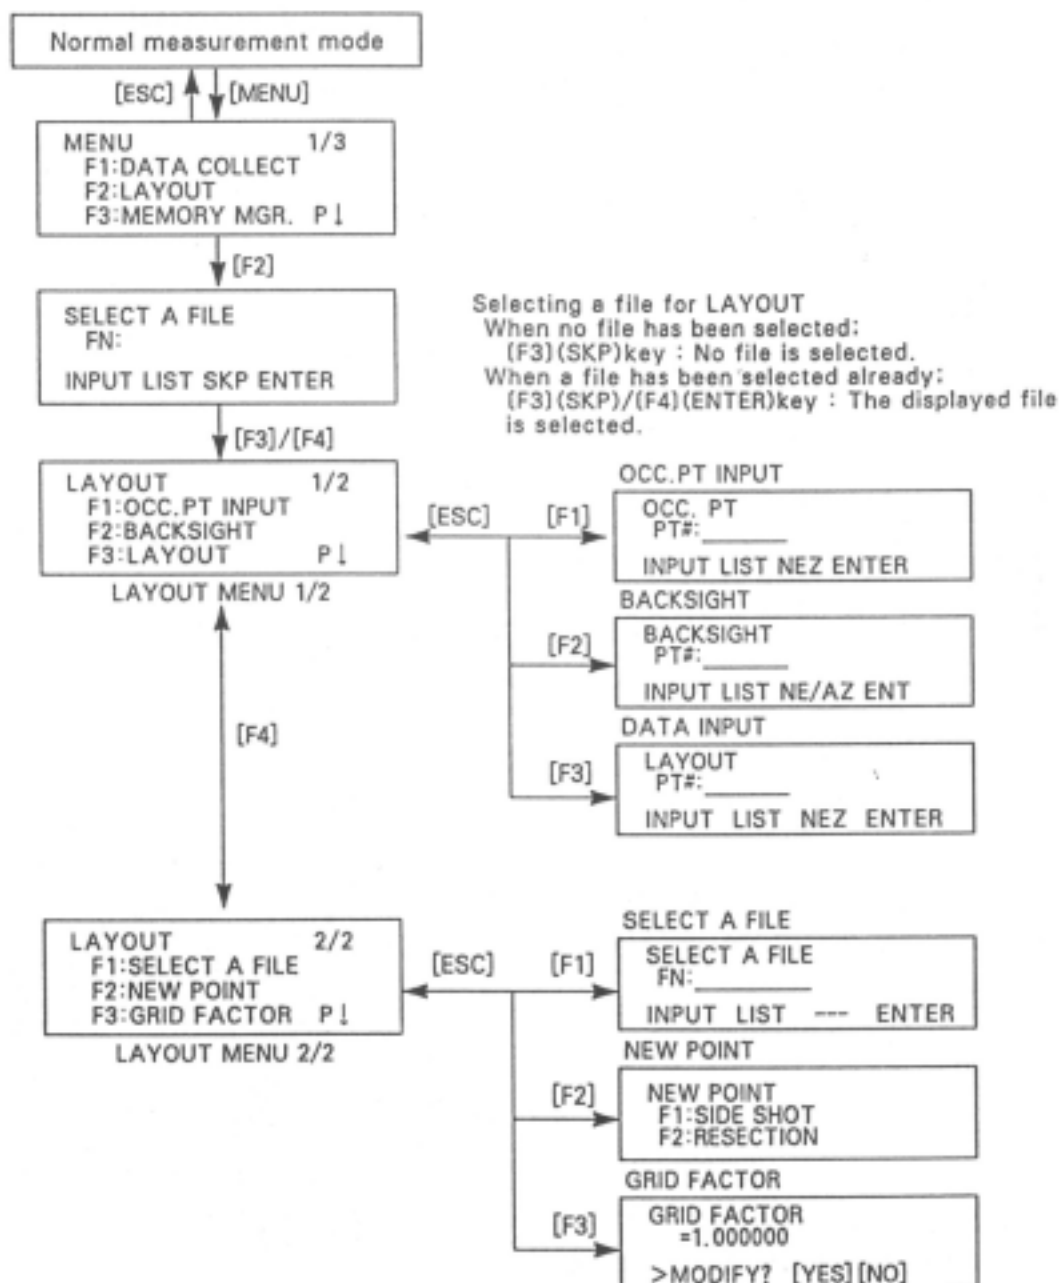 Normal measurement mode
[ESC] [MENU]
MENU 1/3
F1:DATA COLLECT
F2:LAYOUT
F3:MEMORY MGR. P↓
[F2]
SELECT A FILE
FN:
INPUT LIST SKP ENTER
Selecting a file for LAYOUT
When no file has been selected:
(F3)(SKP)key : No file is selected.
When a file has been selected already:
(F3)(SKP)/(F4)(ENTER)key : The displayed file
is selected.
[F3]/[F4]
LAYOUT 1/2
F1:OCC.PT INPUT
F2:BACKSIGHT
F3:LAYOUT P↓
LAYOUT MENU 1/2
[ESC] [F1]
OCC.PT INPUT
OCC. PT
PT#:______
INPUT LIST NEZ ENTER
BACKSIGHT
[F2]
BACKSIGHT
PT#:______
INPUT LIST NE/AZ ENT
DATA INPUT
[F3]
LAYOUT
PT#:______
INPUT LIST NEZ ENTER
[F4]
LAYOUT 2/2
F1:SELECT A FILE
F2:NEW POINT
F3:GRID FACTOR P↓
LAYOUT MENU 2/2
[ESC] [F1]
SELECT A FILE
SELECT A FILE
FN:________
INPUT LIST --- ENTER
NEW POINT
[F2]
NEW POINT
F1:SIDE SHOT
F2:RESECTION
GRID FACTOR
[F3]
GRID FACTOR
=1.000000
>MODIFY? [YES][NO]